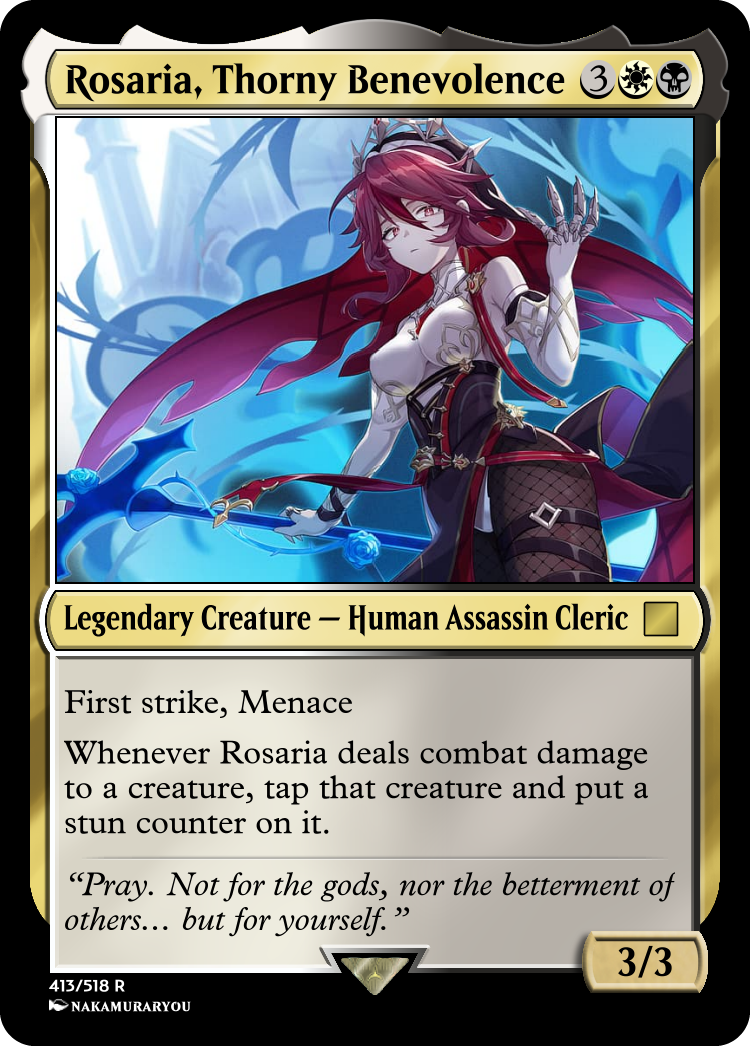 Rosaria, Thorny Benevolence 3
Legendary Creature — Human Assassin Cleric
First strike, Menace
Whenever Rosaria deals combat damage
to a creature, tap that creature and put a
stun counter on it.
“Pray. Not for the gods, nor the betterment of
others… but for yourself.”
3/3
413/518 R
NAKAMURARYOU